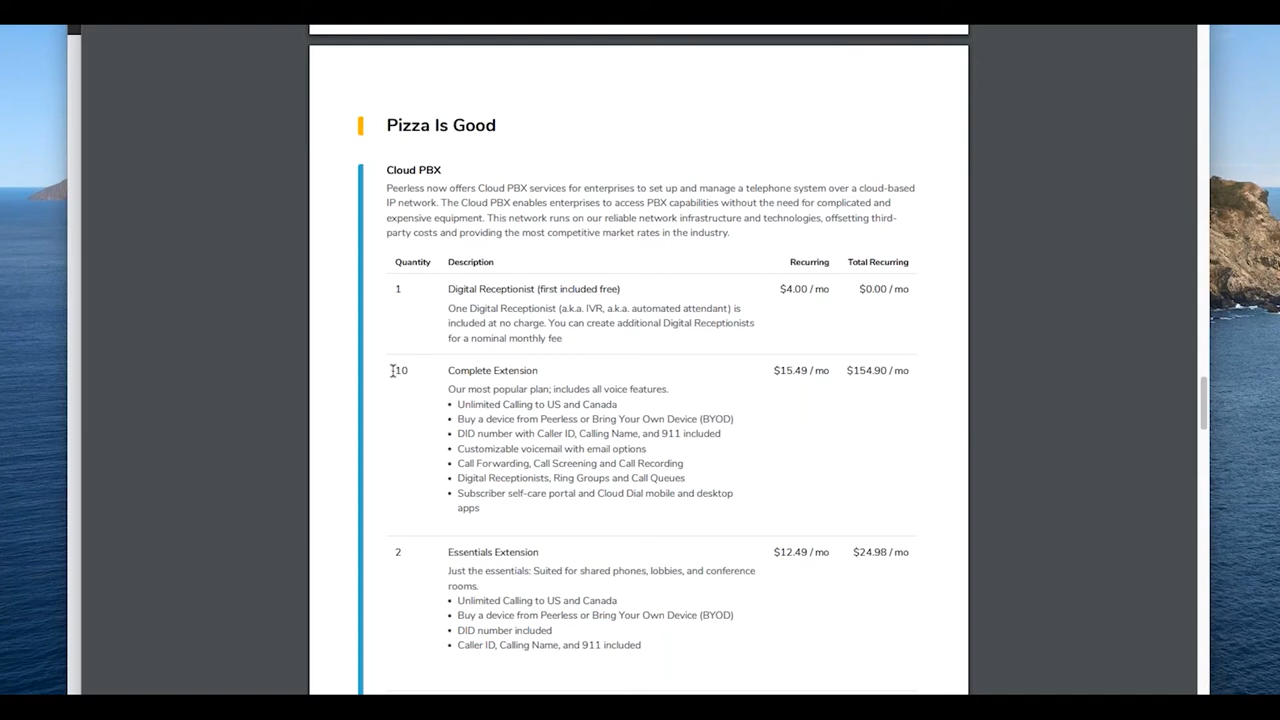 Pizza Is Good
Cloud PBX
Peerless now offers Cloud PBX services for enterprises to set up and manage a telephone system over a cloud-based
IP network. The Cloud PBX enables enterprises to access PBX capabilities without the need for complicated and
expensive equipment. This network runs on our reliable network infrastructure and technologies, offsetting third-
party costs and providing the most competitive market rates in the industry.
Quantity Description Recurring Total Recurring
1 Digital Receptionist (first included free) $4.00 / mo $0.00 / mo
One Digital Receptionist (a.k.a. IVR, a.k.a. automated attendant) is
included at no charge. You can create additional Digital Receptionists
for a nominal monthly fee
10 Complete Extension $15.49 / mo $154.90 / mo
Our most popular plan; includes all voice features.
• Unlimited Calling to US and Canada
• Buy a device from Peerless or Bring Your Own Device (BYOD)
• DID number with Caller ID, Calling Name, and 911 included
• Customizable voicemail with email options
• Call Forwarding, Call Screening and Call Recording
• Digital Receptionists, Ring Groups and Call Queues
• Subscriber self-care portal and Cloud Dial mobile and desktop
apps
2 Essentials Extension $12.49 / mo $24.98 / mo
Just the essentials: Suited for shared phones, lobbies, and conference
rooms.
• Unlimited Calling to US and Canada
• Buy a device from Peerless or Bring Your Own Device (BYOD)
• DID number included
• Caller ID, Calling Name, and 911 included